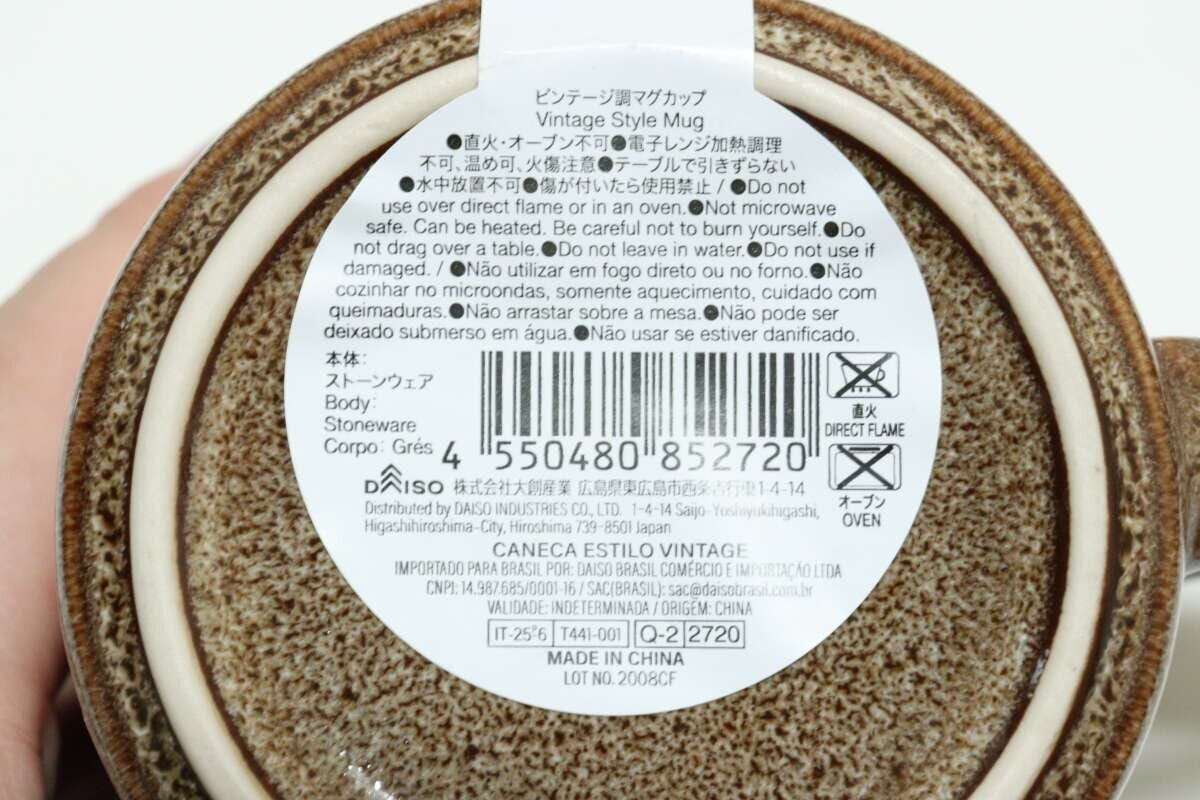 ビンテージ調マグカップ
Vintage Style Mug
●直火・オーブン不可●電子レンジ加熱調理
不可、温め可、火傷注意●テーブルで引きずらない
●水中放置不可●傷が付いたら使用禁止 / ●Do not
use over direct flame or in an oven.●Not microwave
safe. Can be heated. Be careful not to burn yourself.●Do
not drag over a table.●Do not leave in water.●Do not use if
damaged. / ●Não utilizar em fogo direto ou no forno.●Não
cozinhar no microondas, somente aquecimento, cuidado com
queimaduras.●Não arrastar sobre a mesa.●Não pode ser
deixado submerso em água.●Não usar se estiver danificado.
本体:
ストーンウェア
Body:
Stoneware
Corpo: Grés
4 550480 852720
直火
DIRECT FLAME
オーブン
OVEN
DAISO 株式会社大創産業 広島県東広島市西条吉行東1-4-14
Distributed by DAISO INDUSTRIES CO., LTD. 1-4-14 Saijo-Yoshiyukihigashi,
Higashihiroshima-City, Hiroshima 739-8501 Japan
CANECA ESTILO VINTAGE
IMPORTADO PARA BRASIL POR: DAISO BRASIL COMÉRCIO E IMPORTAÇÃO LTDA
CNPJ: 14.987.685/0001-16 / SAC(BRASIL): sac@daisobrasil.com.br
VALIDADE: INDETERMINADA / ORIGEM: CHINA
IT-25*6 T441-001 Q-2 2720
MADE IN CHINA
LOT NO. 2008CF